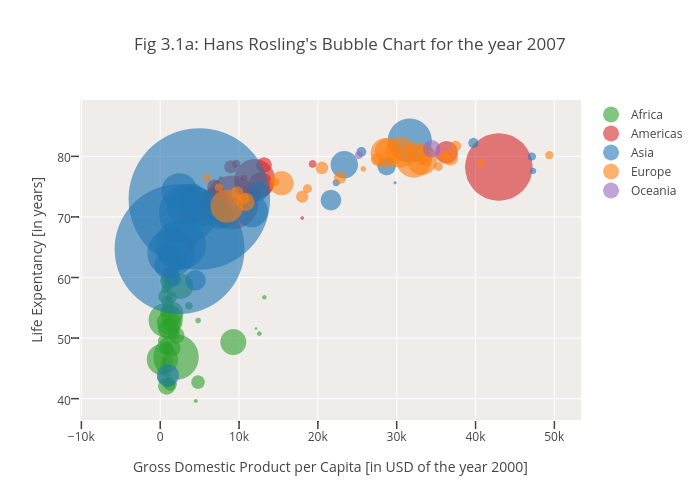 Fig 3.1a: Hans Rosling's Bubble Chart for the year 2007
Africa
Americas
Asia
Europe
Oceania
80
70
60
50
40
Life Expentancy [in years]
−10k 0 10k 20k 30k 40k 50k
Gross Domestic Product per Capita [in USD of the year 2000]